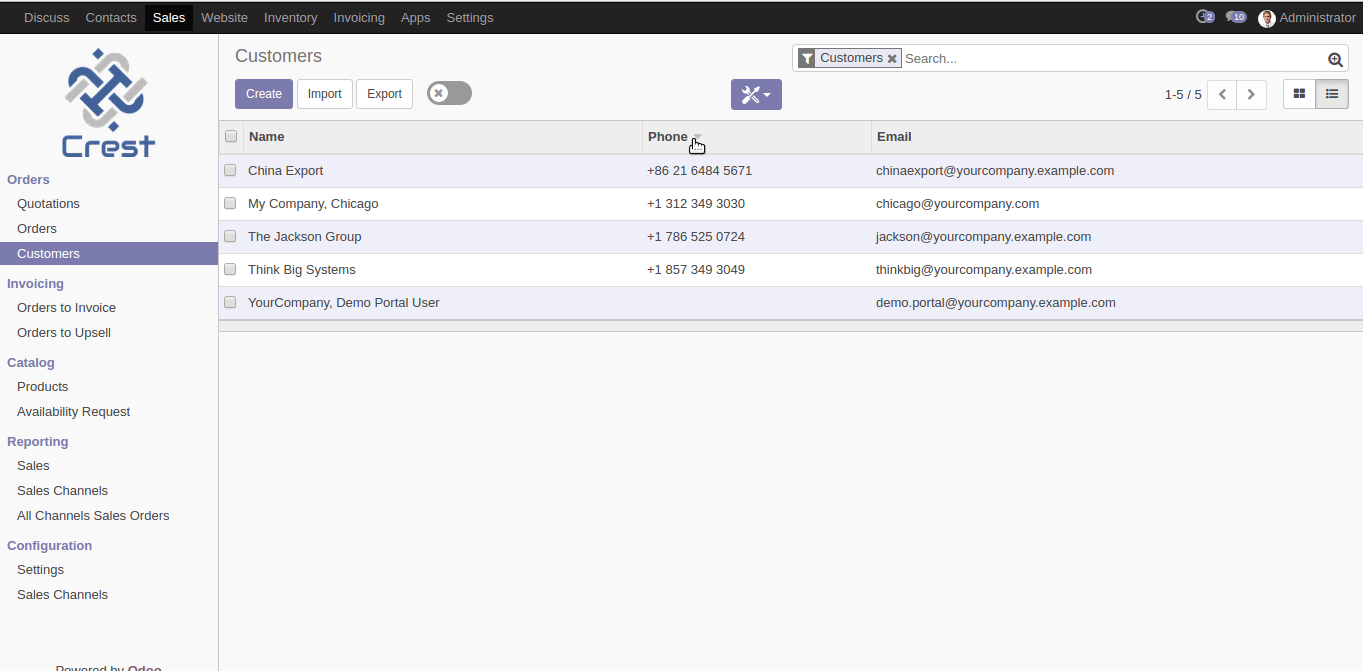 Discuss Contacts Sales Website Inventory Invoicing Apps Settings 2 10 Administrator
Crest
Orders
Quotations
Orders
Customers
Invoicing
Orders to Invoice
Orders to Upsell
Catalog
Products
Availability Request
Reporting
Sales
Sales Channels
All Channels Sales Orders
Configuration
Settings
Sales Channels
Powered by Odoo
Customers
Customers Search...
Create Import Export 1-5 / 5
Name Phone Email
China Export +86 21 6484 5671 chinaexport@yourcompany.example.com
My Company, Chicago +1 312 349 3030 chicago@yourcompany.com
The Jackson Group +1 786 525 0724 jackson@yourcompany.example.com
Think Big Systems +1 857 349 3049 thinkbig@yourcompany.example.com
YourCompany, Demo Portal User demo.portal@yourcompany.example.com